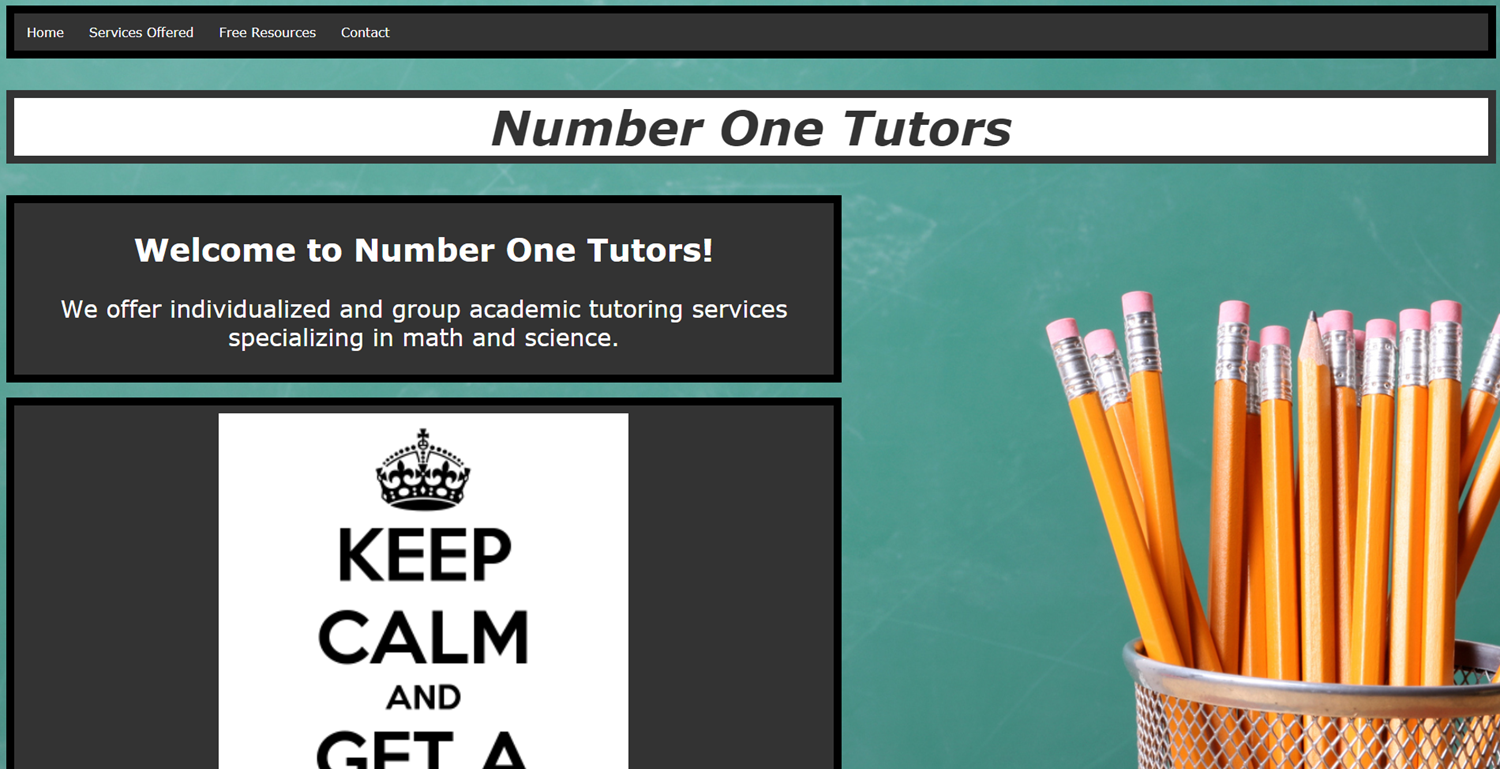 Home Services Offered Free Resources Contact
Number One Tutors
Welcome to Number One Tutors!
We offer individualized and group academic tutoring services
specializing in math and science.
KEEP
CALM
AND
GET A